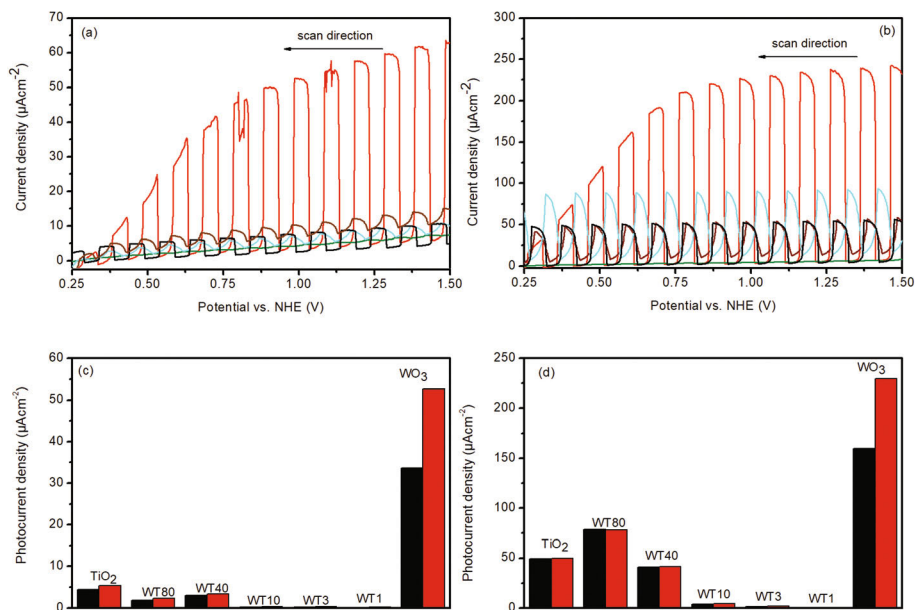 (a)
scan direction
Current density (µAcm-2)
70
60
50
40
30
20
10
0
0.25 0.50 0.75 1.00 1.25 1.50
Potential vs. NHE (V)
(b)
scan direction
Current density (µAcm-2)
300
250
200
150
100
50
0
0.25 0.50 0.75 1.00 1.25 1.50
Potential vs. NHE (V)
(c)
Photocurrent density (µAcm-2)
60
50
40
30
20
10
0
TiO2
WT80
WT40
WT10
WT3
WT1
WO3
(d)
Photocurrent density (µAcm-2)
250
200
150
100
50
0
TiO2
WT80
WT40
WT10
WT3
WT1
WO3